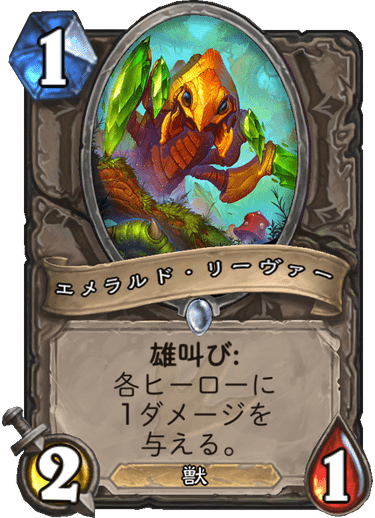 1
エメラルド・リーヴァー
雄叫び:
各ヒーローに
1ダメージを
与える。
獣
2
1